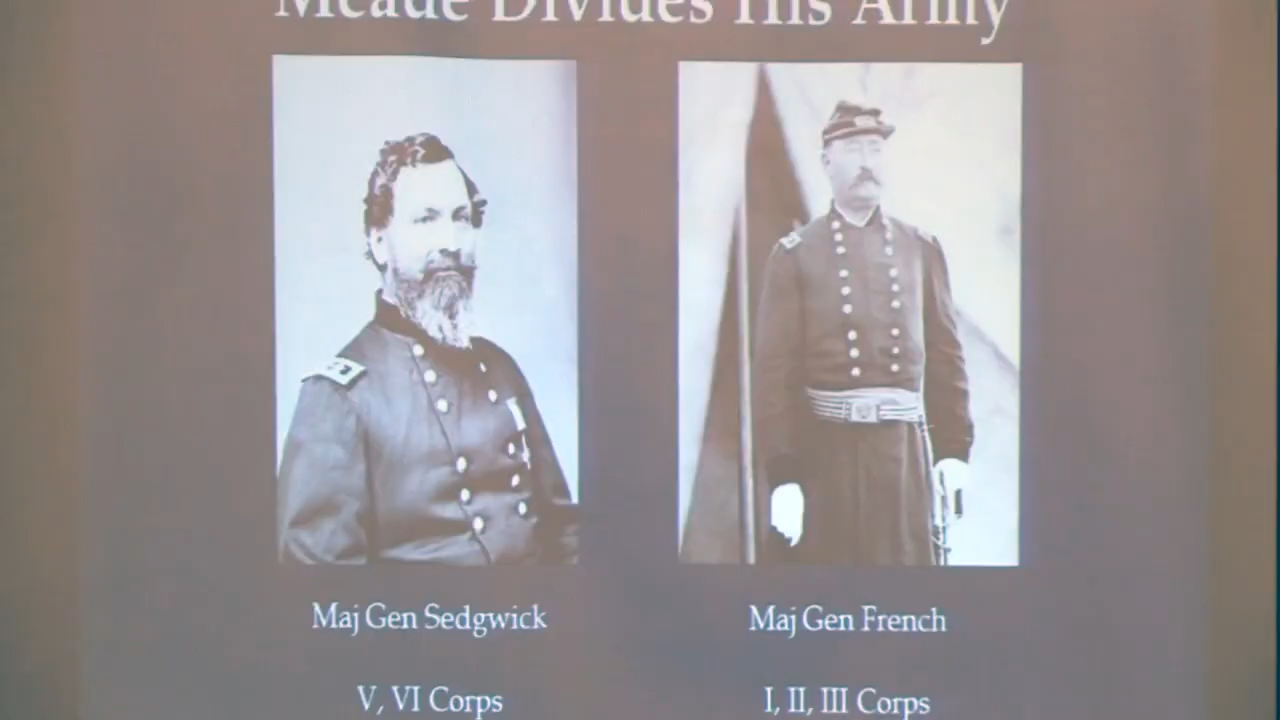 Meade Divides His Army
Maj Gen Sedgwick
Maj Gen French
V, VI Corps
I, II, III Corps